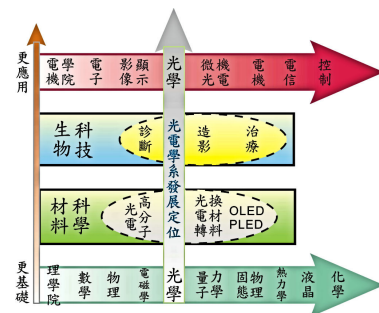 更應用
電機學院
電子
影像顯示
光學
微光機電
電機
電信
控制
生物科技
診斷
造影
治療
光電學系發展定位
材料科學
光電高分子
光電轉換材料
OLED
PLED
更基礎
理學院
數學
物理
電磁學
光學
量子力學
固態物理
熱力學
液晶
化學